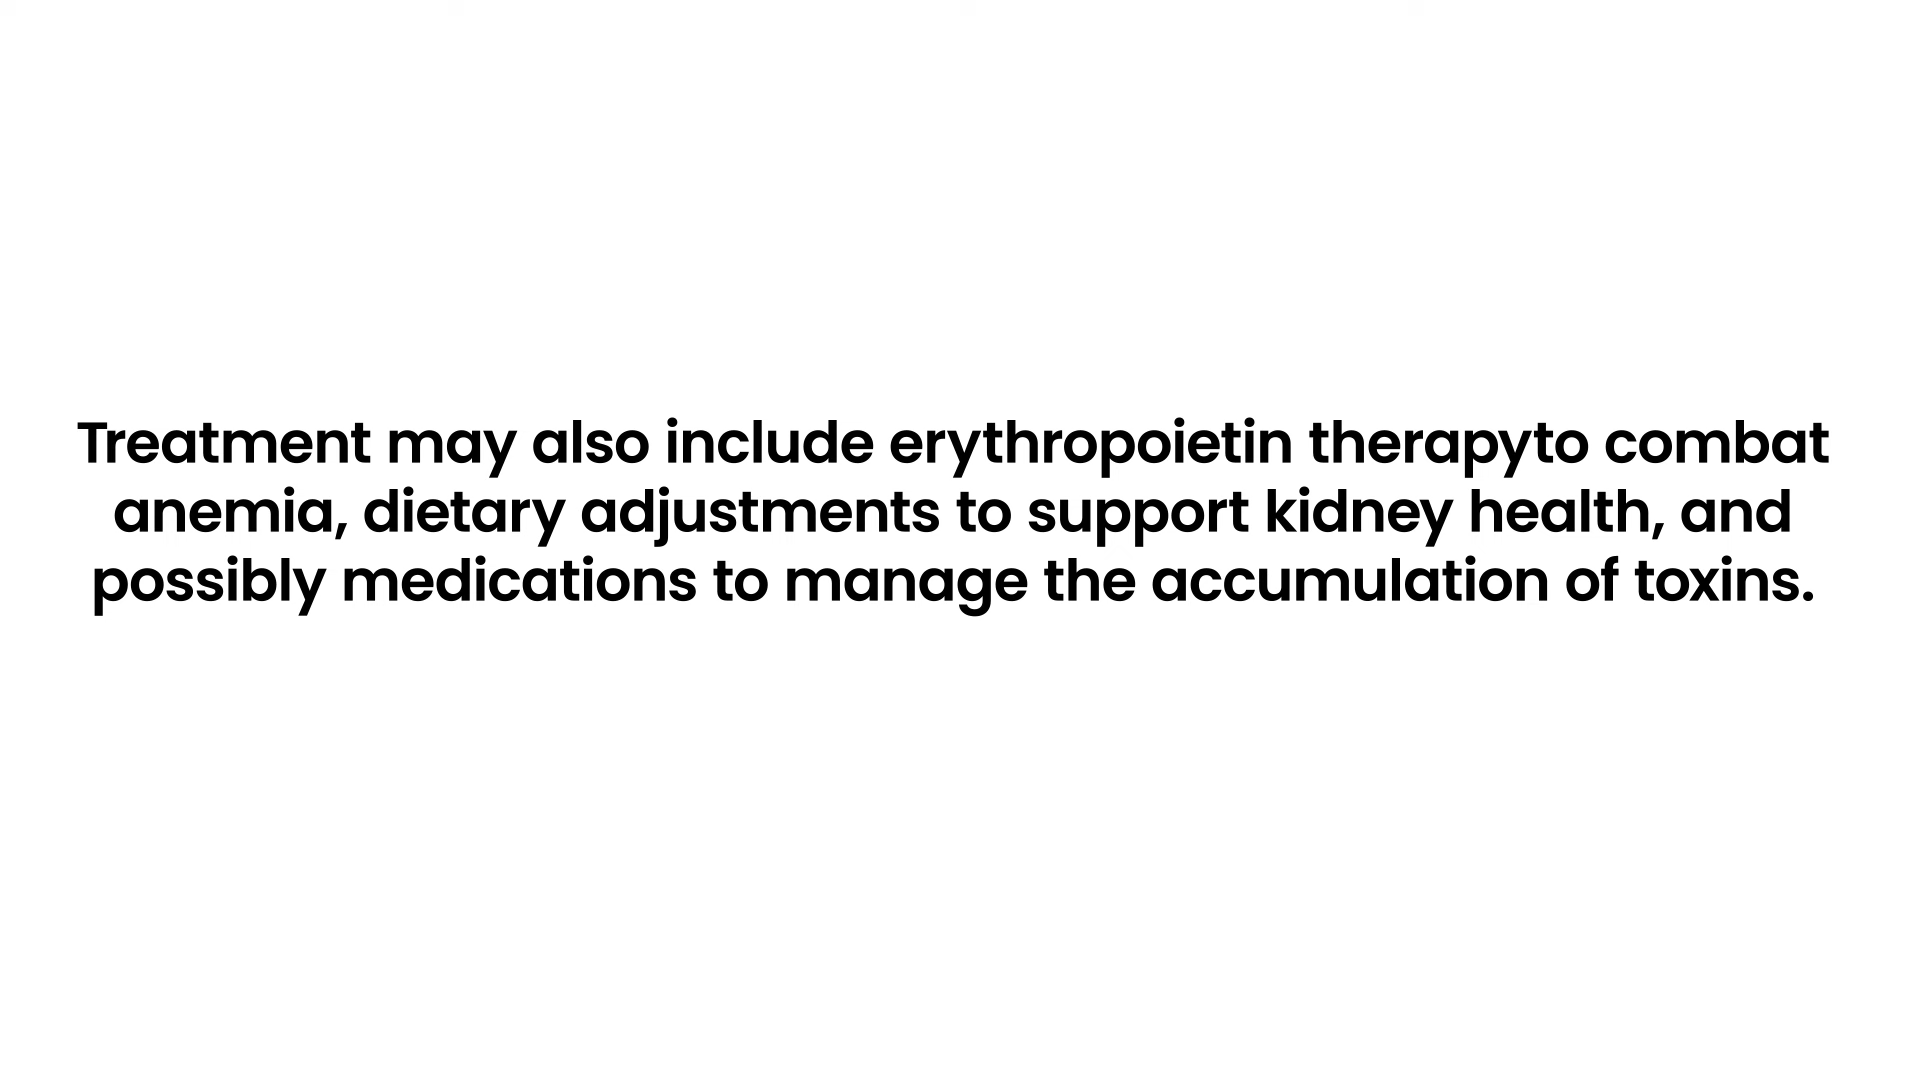 Treatment may also include erythropoietin therapyto combat
anemia, dietary adjustments to support kidney health, and
possibly medications to manage the accumulation of toxins.